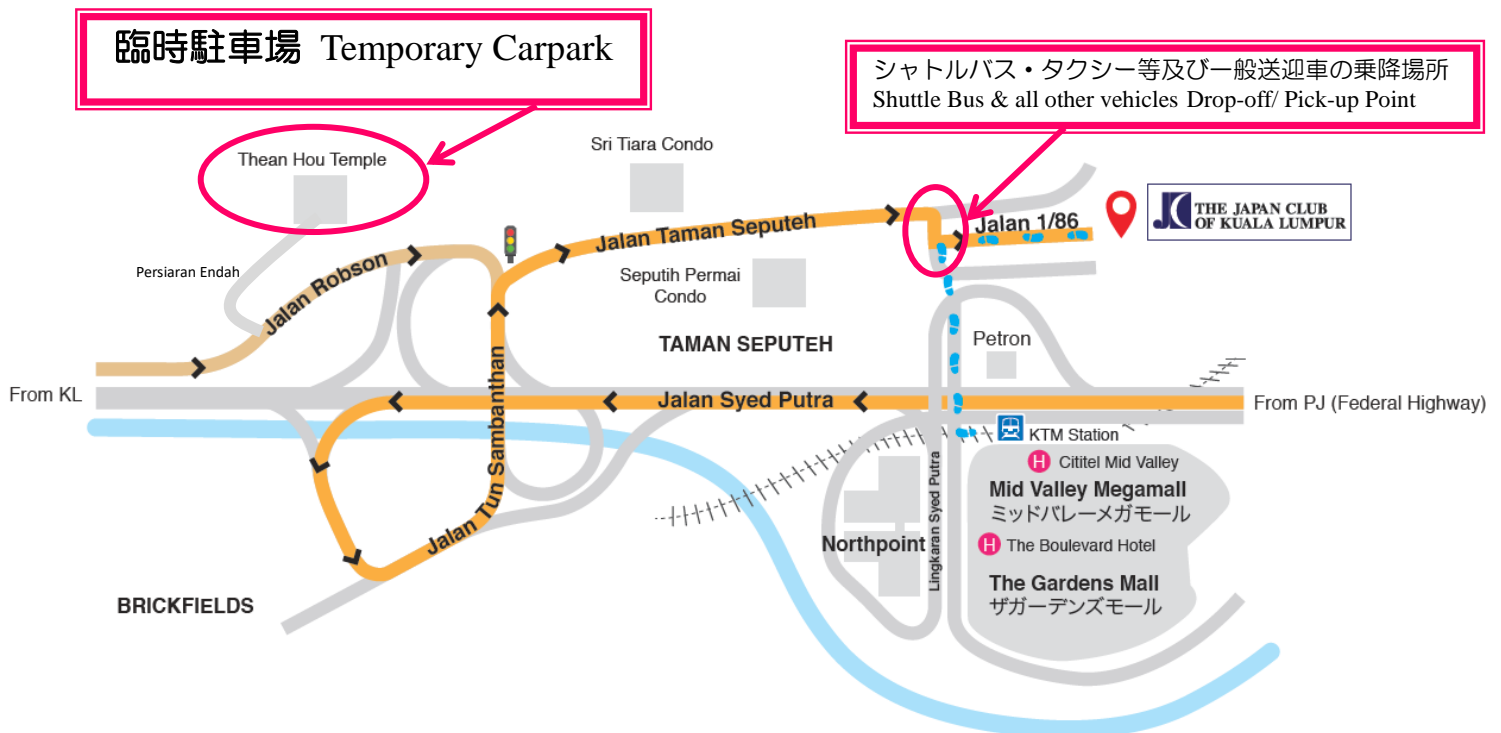 臨時駐車場 Temporary Carpark
シャトルバス・タクシー等及び一般送迎車の乗降場所
Shuttle Bus & all other vehicles Drop-off/ Pick-up Point
Thean Hou Temple
Sri Tiara Condo
THE JAPAN CLUB
OF KUALA LUMPUR
Jalan 1/86
Jalan Taman Seputeh
Persiaran Endah
Jalan Robson
Seputih Permai
Condo
TAMAN SEPUTEH
Petron
From KL
Jalan Syed Putra
From PJ (Federal Highway)
KTM Station
H Cititel Mid Valley
Mid Valley Megamall
ミッドバレーメガモール
Jalan Tun Sambanthan
Northpoint
Lingkaran Syed Putra
H The Boulevard Hotel
The Gardens Mall
ザガーデンズモール
BRICKFIELDS